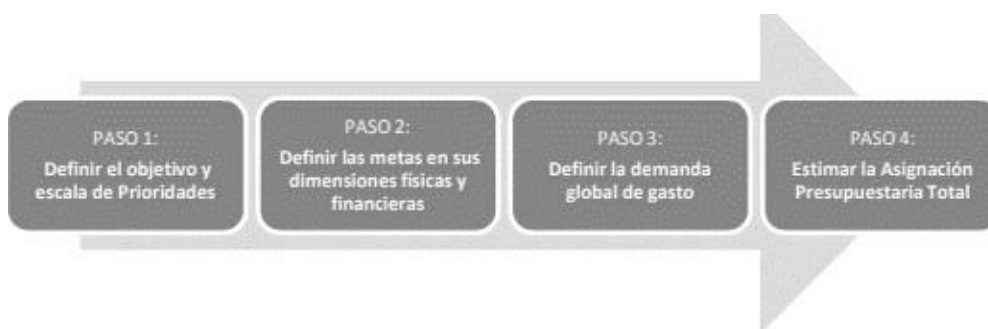 PASO 1:
Definir el objetivo y
escala de Prioridades
PASO 2:
Definir las metas en sus
dimensiones físicas y
financieras
PASO 3:
Definir la demanda
global de gasto
PASO 4:
Estimar la Asignación
Presupuestaria Total